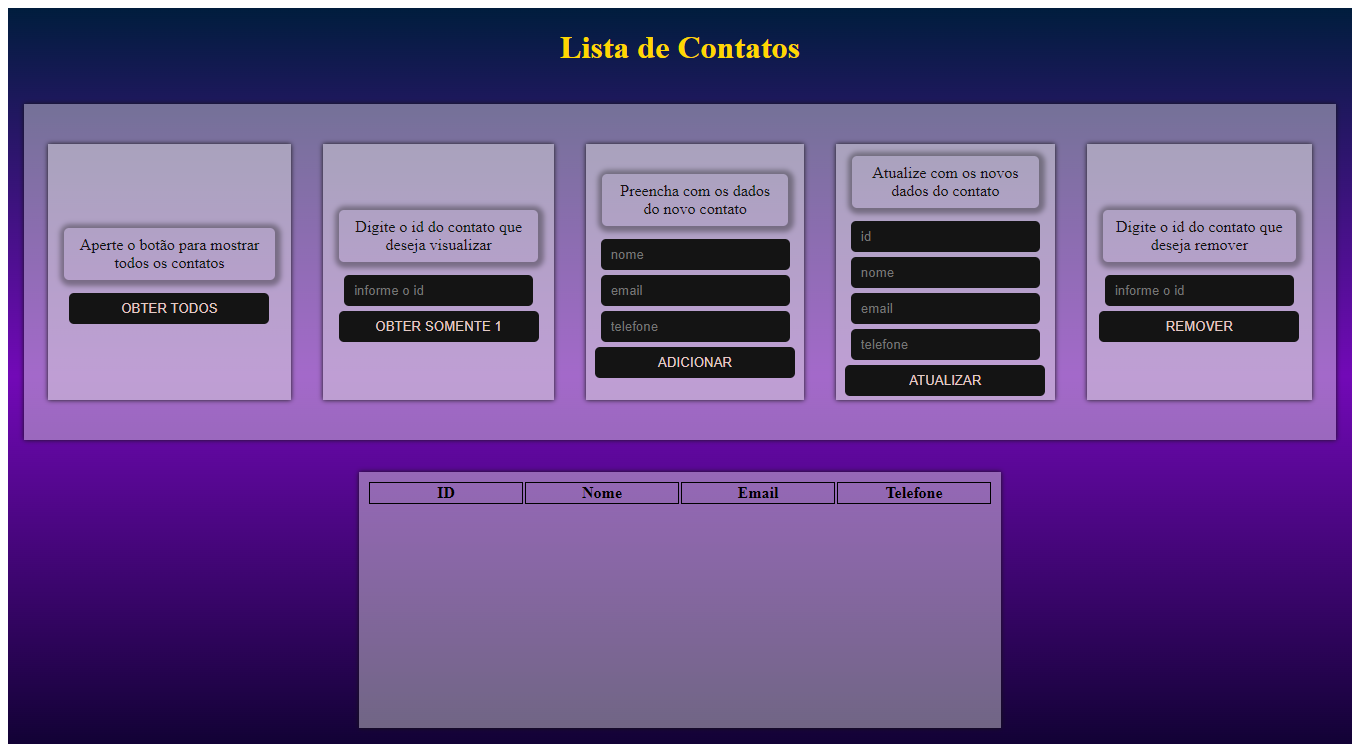 Lista de Contatos
Aperte o botão para mostrar
todos os contatos
OBTER TODOS
Digite o id do contato que
deseja visualizar
informe o id
OBTER SOMENTE 1
Preencha com os dados
do novo contato
nome
email
telefone
ADICIONAR
Atualize com os novos
dados do contato
id
nome
email
telefone
ATUALIZAR
Digite o id do contato que
deseja remover
informe o id
REMOVER
ID Nome Email Telefone